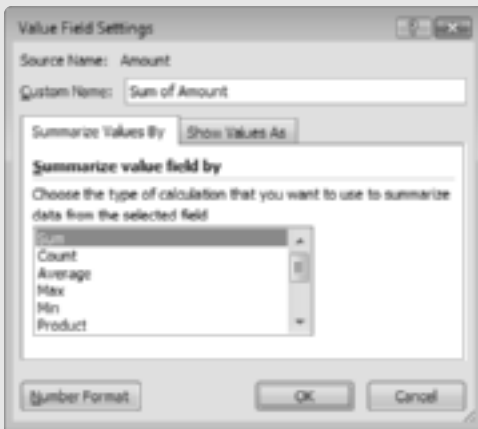 Value Field Settings
Source Name: Amount
Custom Name: Sum of Amount
Summarize Values By Show Values As
Summarize value field by
Choose the type of calculation that you want to use to summarize
data from the selected field
Sum
Count
Average
Max
Min
Product
Number Format OK Cancel